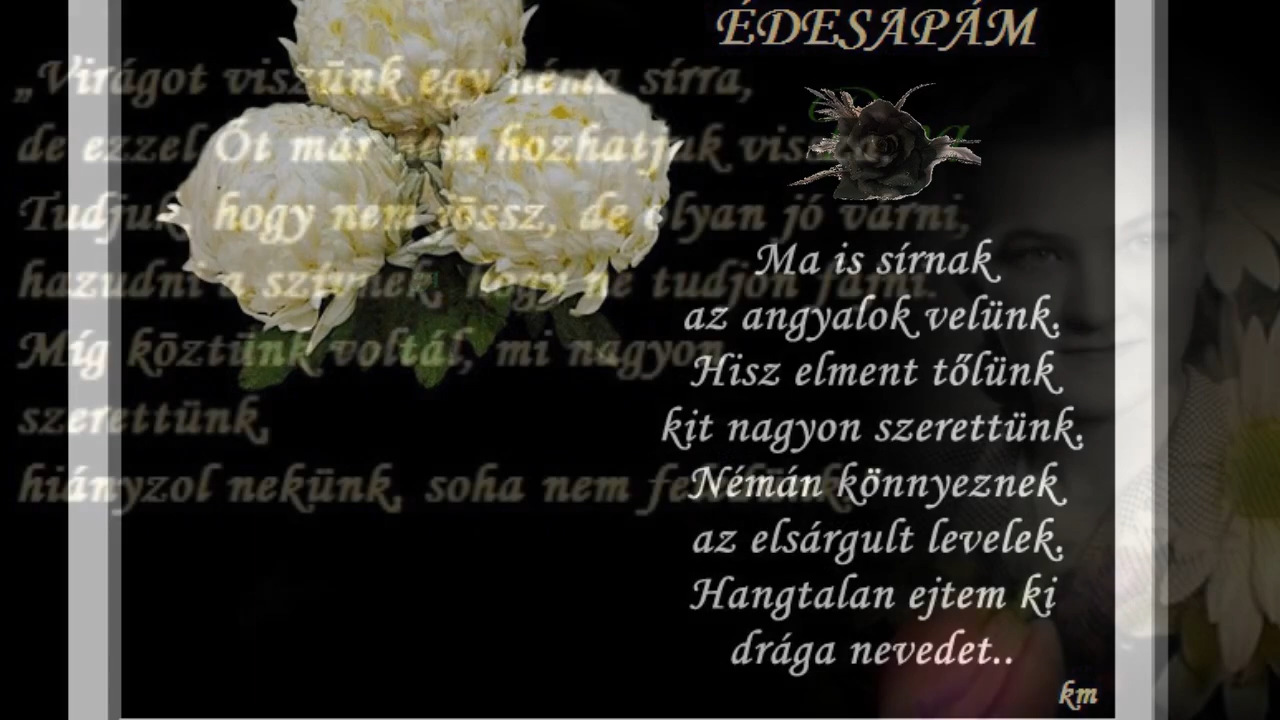 ÉDESAPÁM
„Virágot viszünk egy néma sírra,
de ezzel Őt már nem hozhatjuk vissza.
Tudjuk, hogy nem jössz, de olyan jó várni,
hazudni a szívnek, hogy ne tudjon fájni.
Míg köztünk voltál, mi nagyon
szerettünk,
hiányzol nekünk, soha nem
Ma is sírnak
az angyalok velünk.
Hisz elment tőlünk
kit nagyon szerettünk.
Némán könnyeznek
az elsárgult levelek.
Hangtalan ejtem ki
drága nevedet..
km